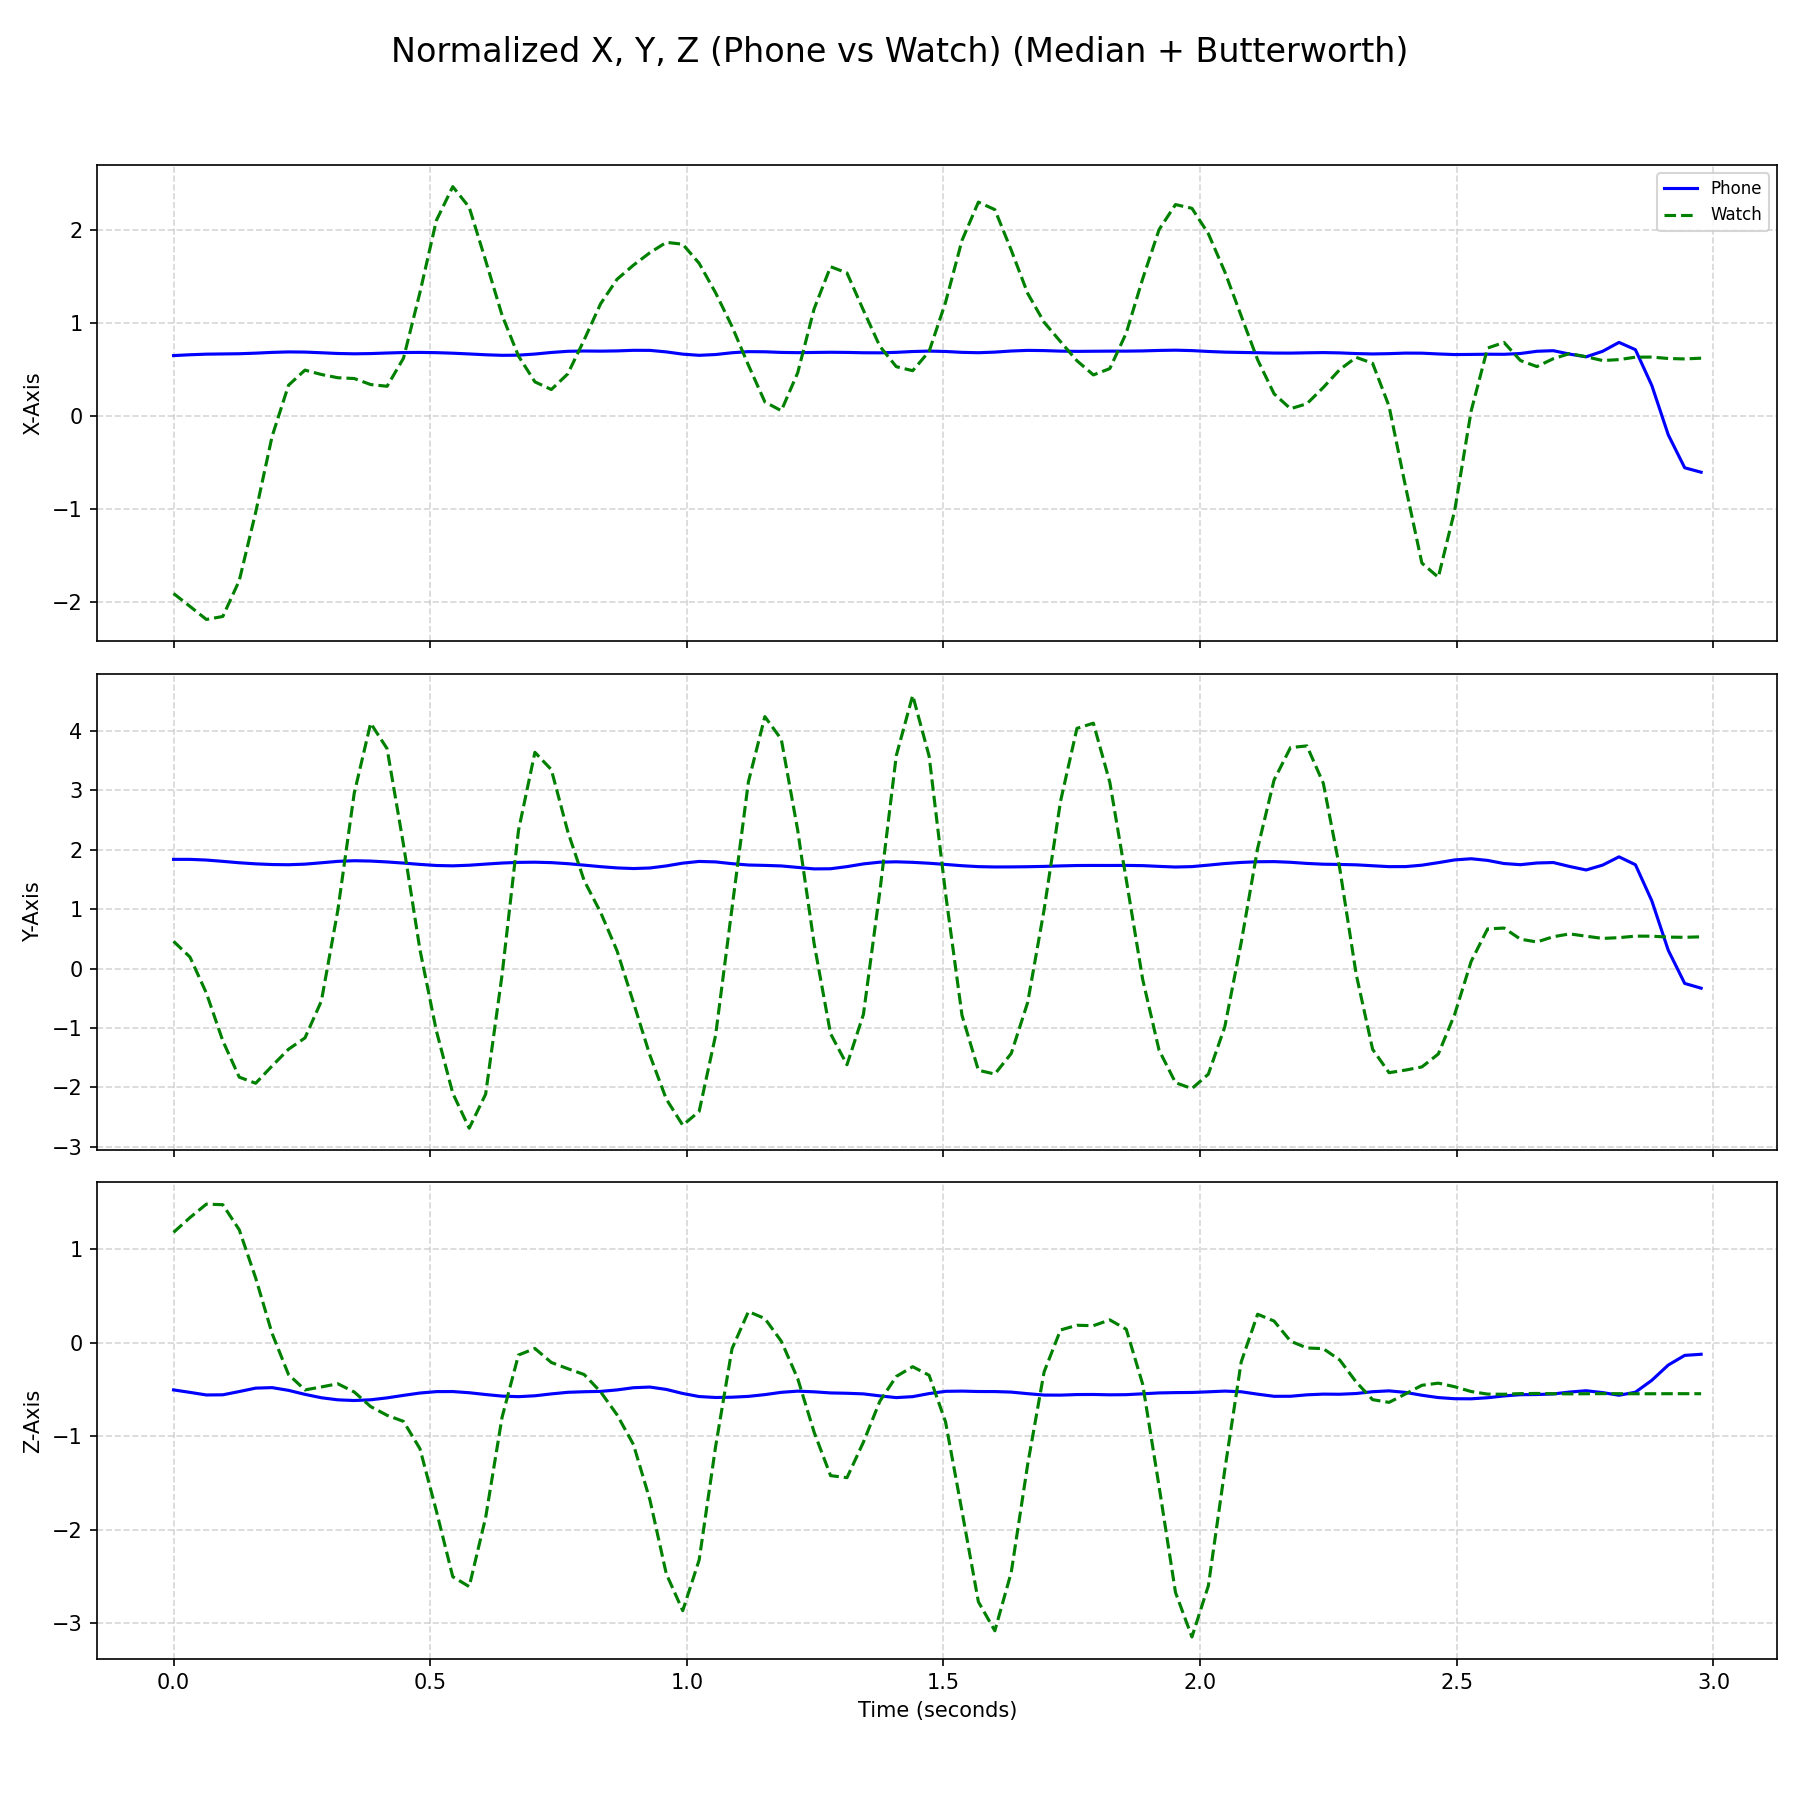 Normalized X, Y, Z (Phone vs Watch) (Median + Butterworth)
Phone
Watch
X-Axis
2
1
0
−1
−2
Y-Axis
4
3
2
1
0
−1
−2
−3
Z-Axis
1
0
−1
−2
−3
0.0 0.5 1.0 1.5 2.0 2.5 3.0
Time (seconds)